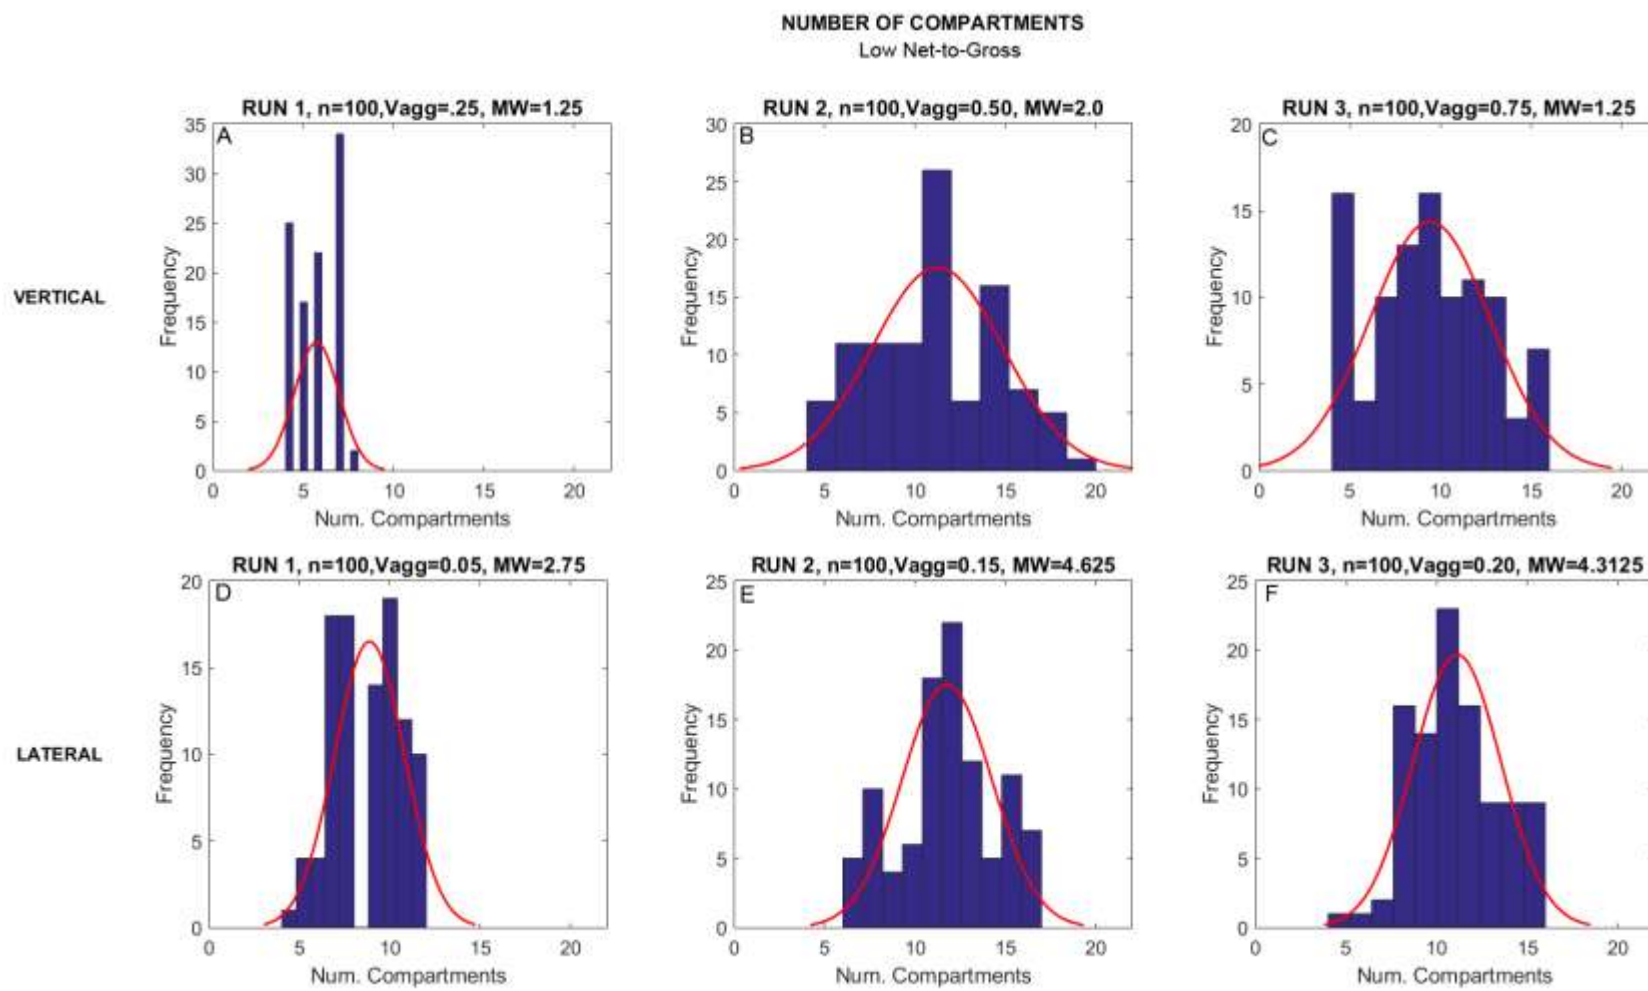 NUMBER OF COMPARTMENTS
Low Net-to-Gross
RUN 1, n=100,Vagg=.25, MW=1.25
A
35
30
25
20
15
10
5
0
Frequency
0 5 10 15 20
Num. Compartments
RUN 2, n=100,Vagg=0.50, MW=2.0
B
30
25
20
15
10
5
0
Frequency
0 5 10 15 20
Num. Compartments
RUN 3, n=100,Vagg=0.75, MW=1.25
C
20
15
10
5
0
Frequency
0 5 10 15 20
Num. Compartments
VERTICAL
RUN 1, n=100,Vagg=0.05, MW=2.75
D
20
15
10
5
0
Frequency
0 5 10 15 20
Num. Compartments
RUN 2, n=100,Vagg=0.15, MW=4.625
E
25
20
15
10
5
0
Frequency
0 5 10 15 20
Num. Compartments
RUN 3, n=100,Vagg=0.20, MW=4.3125
F
25
20
15
10
5
0
Frequency
0 5 10 15 20
Num. Compartments
LATERAL